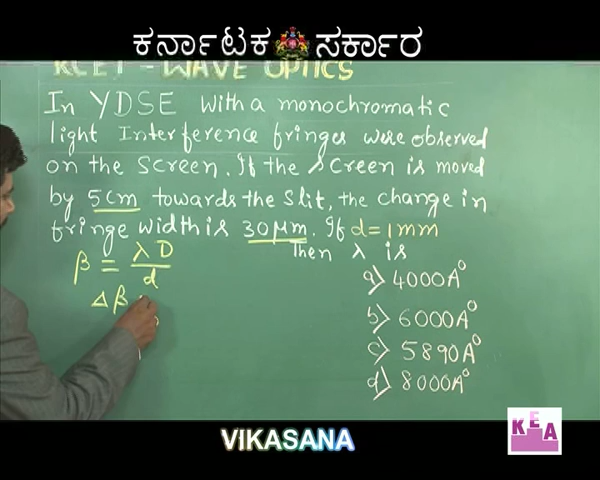 ಕರ್ನಾಟಕ ಸರ್ಕಾರ
KCET - WAVE OPTICS
In YDSE With a monochromatic
light Interference fringes were observed
on the screen. If the screen is moved
by 5cm towards the slit, the change in
fringe width is 30μm. If d=1mm
Then λ is
β = λD/d
a) 4000A°
Δβ
b) 6000A°
c) 5890A°
d) 8000A°
KEA
VIKASANA